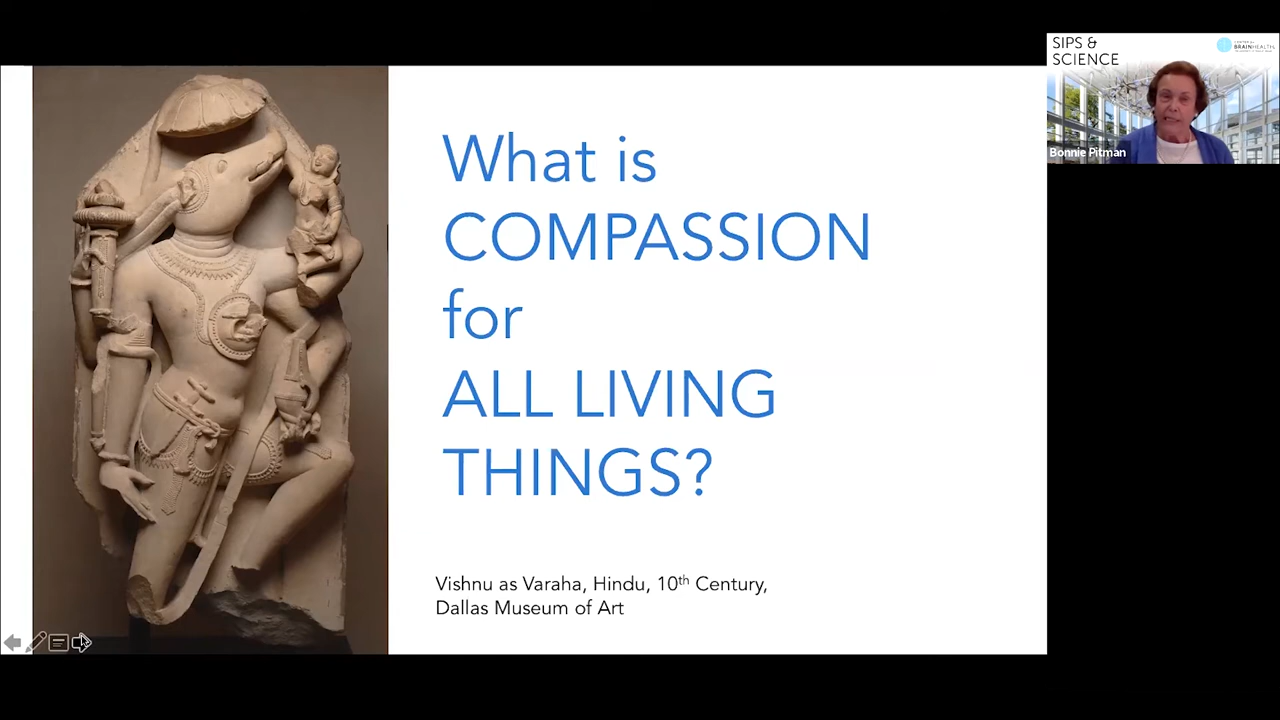 What is
COMPASSION
for
ALL LIVING
THINGS?
Vishnu as Varaha, Hindu, 10th Century,
Dallas Museum of Art
SIPS &
SCIENCE
BRAINHEALTH
Bonnie Pitman